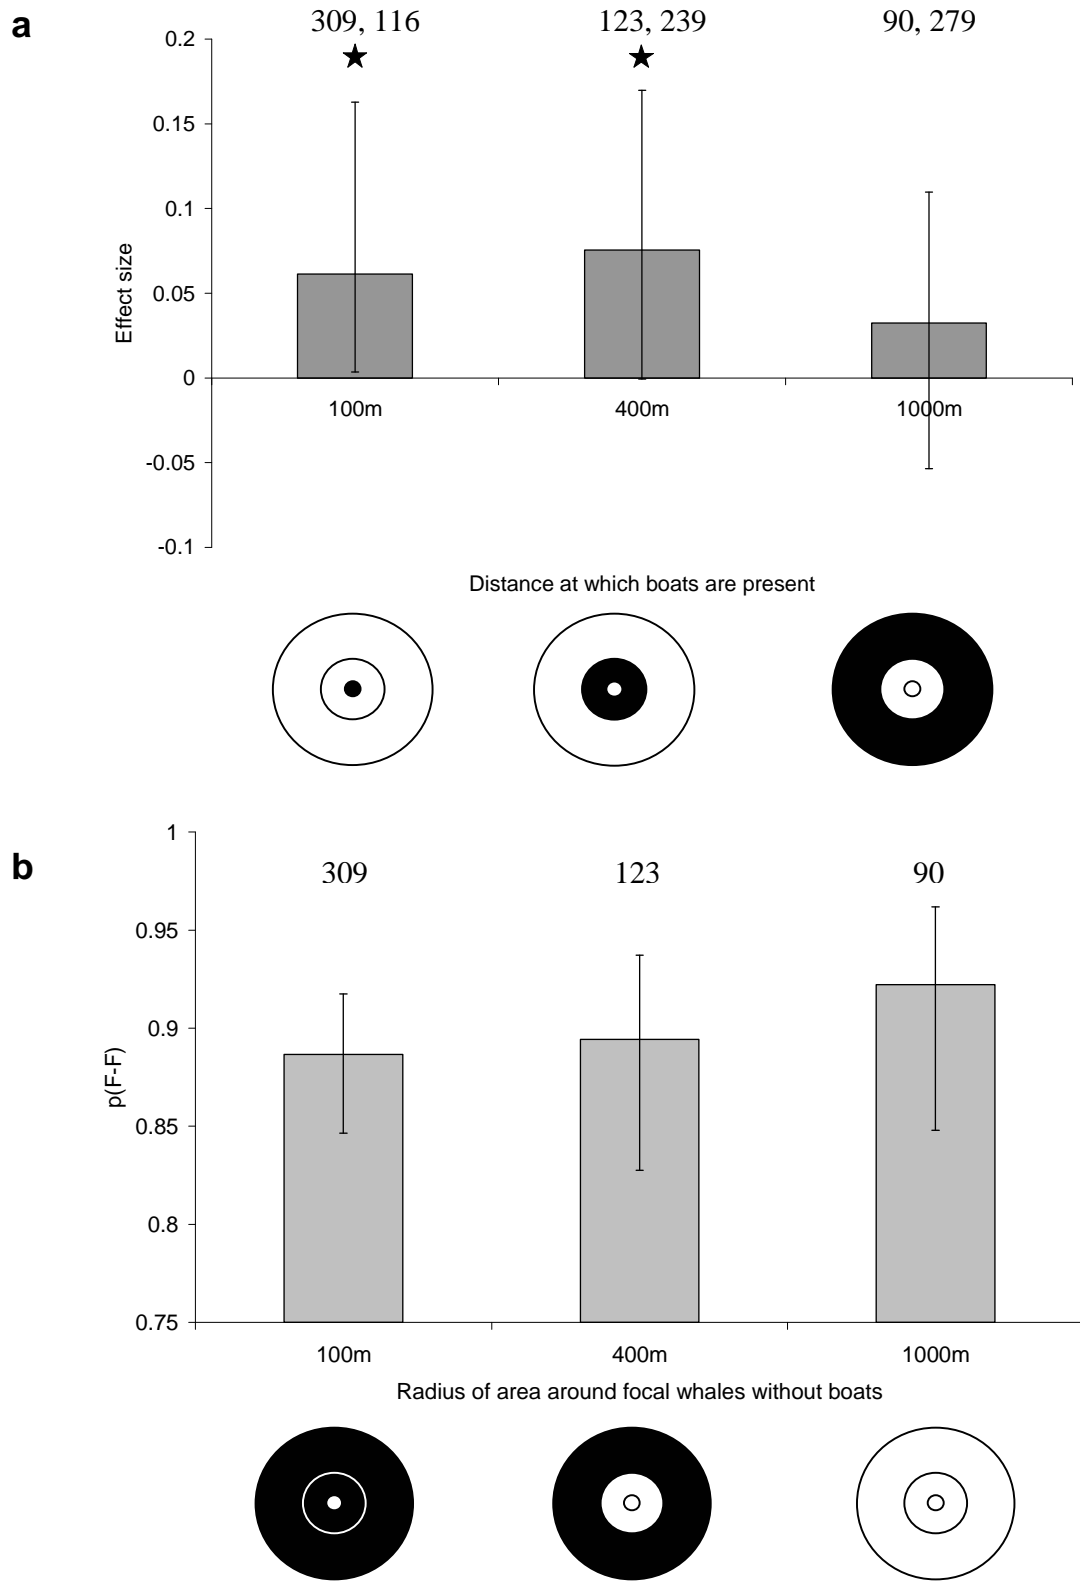 a
309, 116
123, 239
90, 279
0.2
0.15
0.1
0.05
0
-0.05
-0.1
Effect size
100m
400m
1000m
Distance at which boats are present
b
309
123
90
1
0.95
0.9
0.85
0.8
0.75
p(F-F)
100m
400m
1000m
Radius of area around focal whales without boats